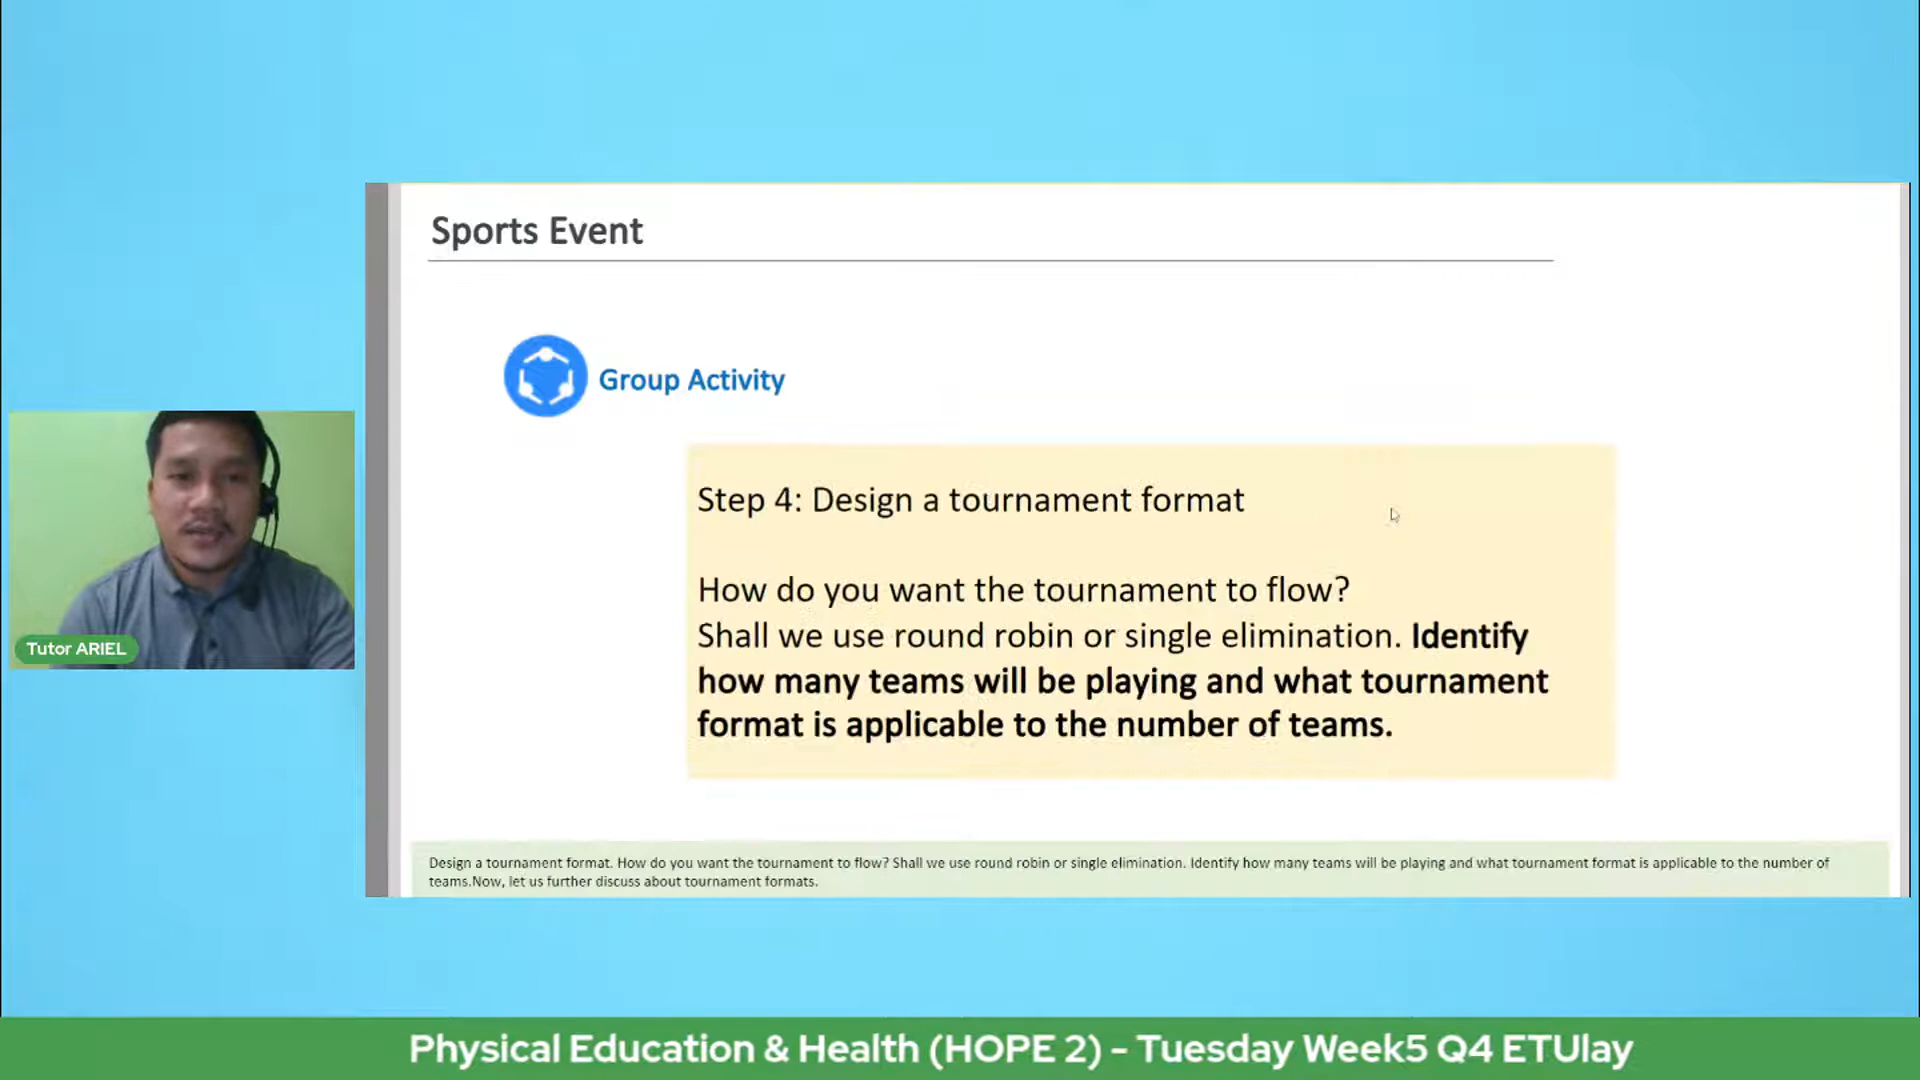 Sports Event
Group Activity
Step 4: Design a tournament format
How do you want the tournament to flow?
Shall we use round robin or single elimination. Identify
how many teams will be playing and what tournament
format is applicable to the number of teams.
Tutor ARIEL
Design a tournament format. How do you want the tournament to flow? Shall we use round robin or single elimination. Identify how many teams will be playing and what tournament format is applicable to the number of
teams.Now, let us further discuss about tournament formats.
Physical Education & Health (HOPE 2) - Tuesday Week5 Q4 ETUlay